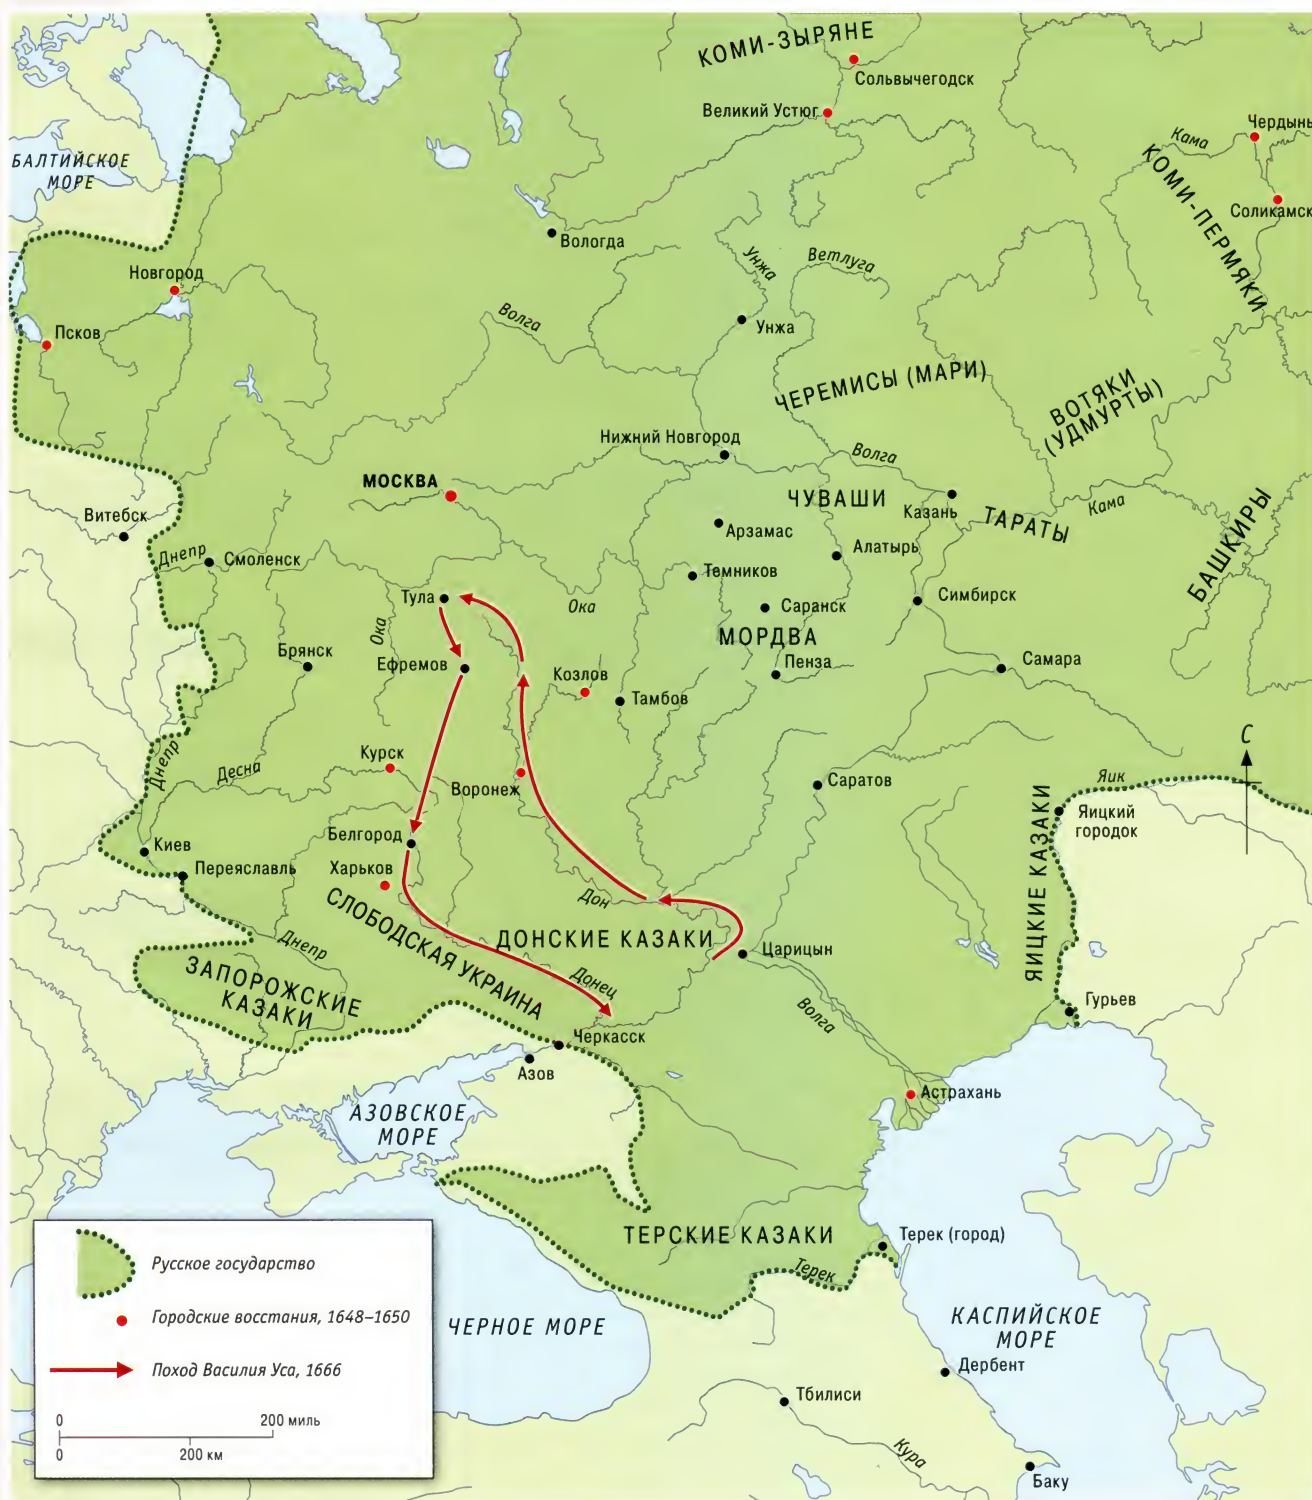 КОМИ-ЗЫРЯНЕ
Сольвычегодск
Великий Устюг
Чердынь
Кама
БАЛТИЙСКОЕ
МОРЕ
КОМИ-ПЕРМЯКИ
Соликамск
Вологда
Унжа
Ветлуга
Новгород
Волга
Унжа
Псков
ЧЕРЕМИСЫ (МАРИ)
ВОТЯКИ
(УДМУРТЫ)
Нижний Новгород
Волга
МОСКВА
ЧУВАШИ
Казань
ТАРАТЫ
Кама
БАШКИРЫ
Витебск
Арзамас
Алатырь
Днепр
Смоленск
Темников
Тула
Ока
Саранск
Симбирск
МОРДВА
Ока
Брянск
Ефремов
Козлов
Пенза
Самара
Тамбов
Днепр
Десна
Курск
Воронеж
Саратов
С
Яик
Яицкий
городок
ЯИЦКИЕ КАЗАКИ
Киев
Белгород
Переяславль
Харьков
Дон
СЛОБОДСКАЯ УКРАИНА
Днепр
ДОНСКИЕ КАЗАКИ
Царицын
ЗАПОРОЖСКИЕ
КАЗАКИ
Донец
Волга
Гурьев
Черкасск
Азов
Астрахань
АЗОВСКОЕ
МОРЕ
ТЕРСКИЕ КАЗАКИ
Терек (город)
Терек
Русское государство
Городские восстания, 1648–1650
Поход Василия Уса, 1666
0
200 миль
0
200 км
ЧЕРНОЕ МОРЕ
КАСПИЙСКОЕ
МОРЕ
Дербент
Тбилиси
Кура
Баку